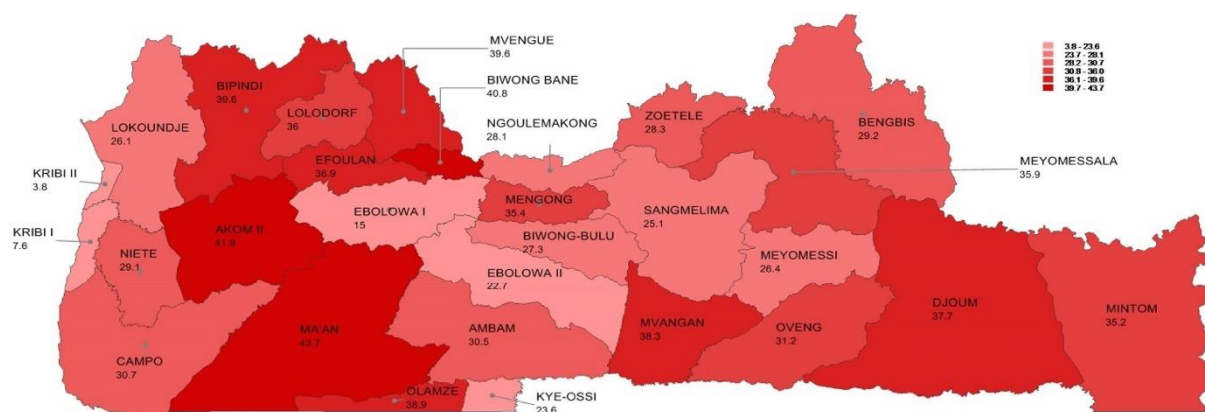 MVENGUE
39.6
3.8 - 23.6
23.7 - 28.1
28.2 - 30.7
30.8 - 36.0
36.1 - 39.6
39.7 - 43.7
BIPINDI
39.6
BIWONG BANE
40.8
LOLODORF
36
ZOETELE
28.3
BENGBIS
29.2
NGOULEMAKONG
28.1
LOKOUNDJE
26.1
EFOULAN
36.9
MEYOMESSALA
35.9
KRIBI II
3.8
MENGONG
35.4
EBOLOWA I
15
SANGMELIMA
25.1
AKOM II
41.9
KRIBI I
7.6
BIWONG-BULU
27.3
NIETE
29.1
MEYOMESSI
26.4
EBOLOWA II
22.7
DJOUM
37.7
MINTOM
35.2
MA'AN
43.7
AMBAM
30.5
MVANGAN
38.3
OVENG
31.2
CAMPO
30.7
OLAMZE
38.9
KYE-OSSI
23.6